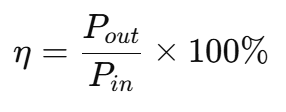 η = P_out / P_in × 100%